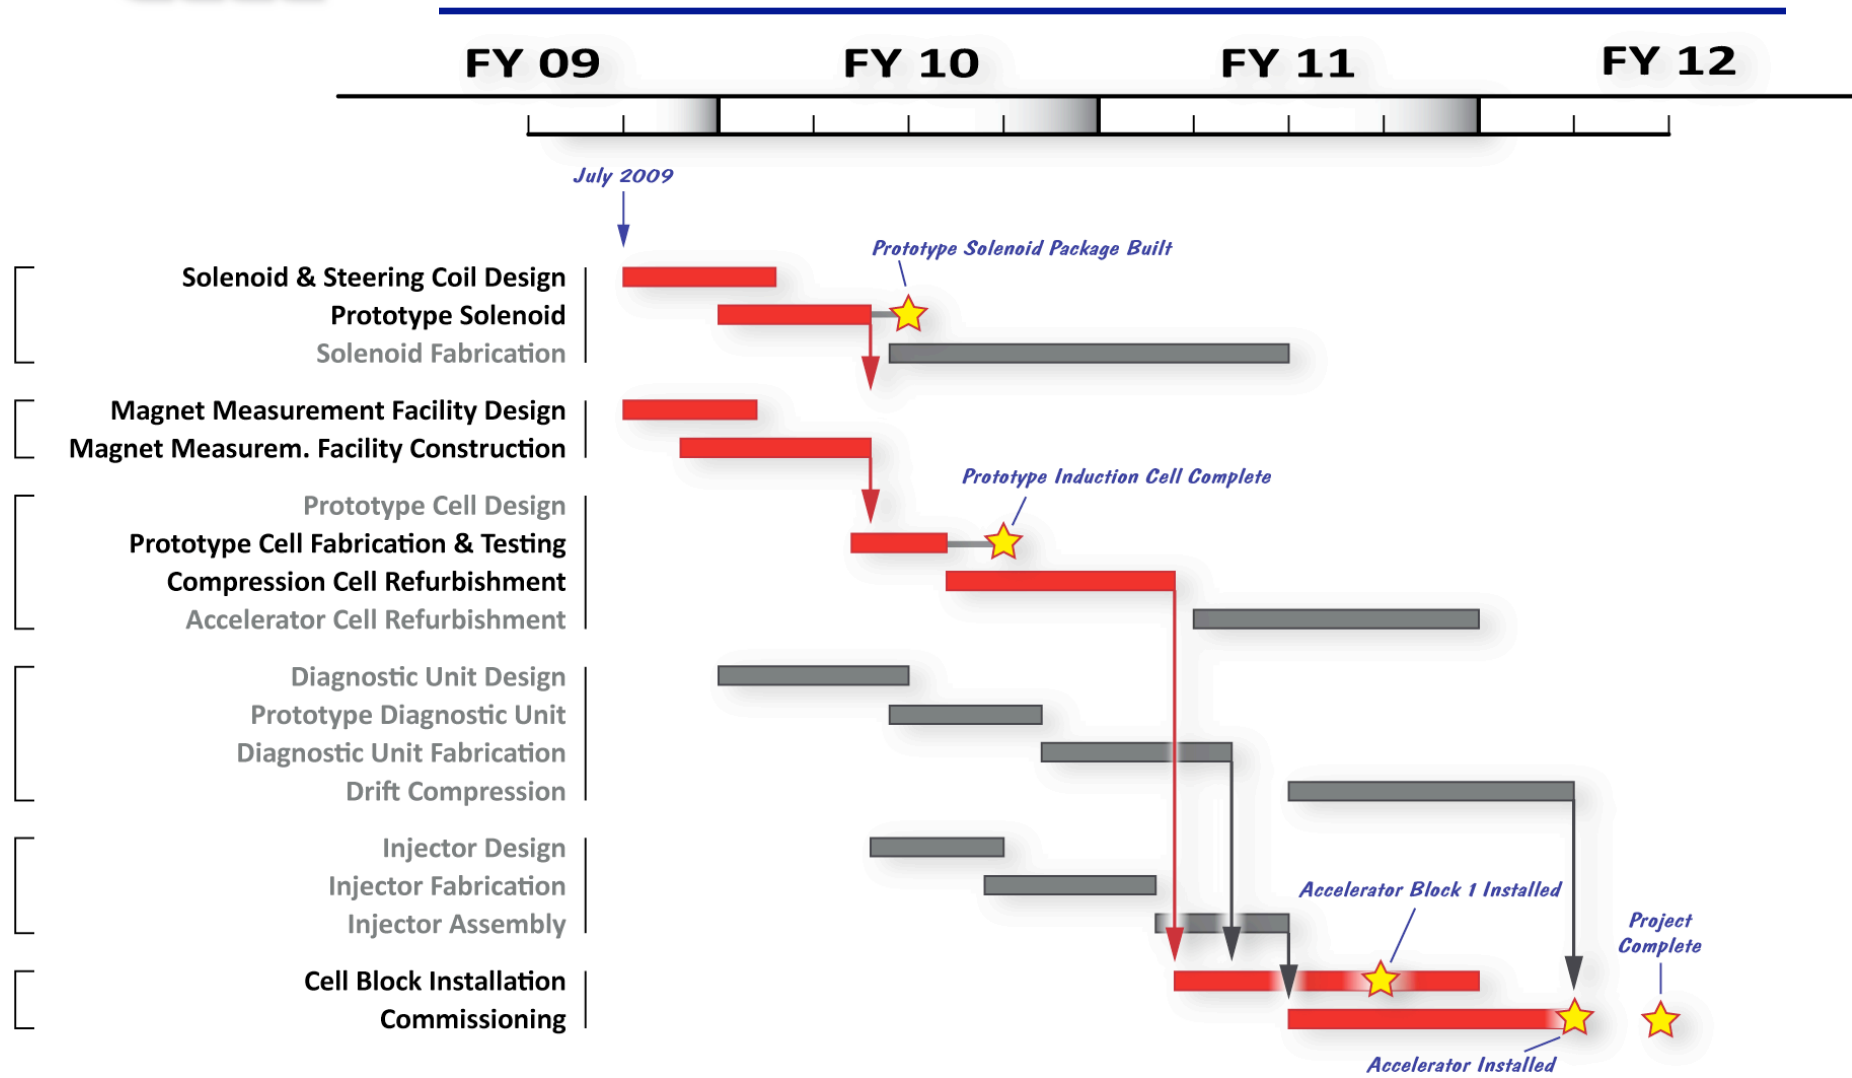 FY 09 FY 10 FY 11 FY 12
July 2009
Prototype Solenoid Package Built
Solenoid & Steering Coil Design
Prototype Solenoid
Solenoid Fabrication
Magnet Measurement Facility Design
Magnet Measurem. Facility Construction
Prototype Induction Cell Complete
Prototype Cell Design
Prototype Cell Fabrication & Testing
Compression Cell Refurbishment
Accelerator Cell Refurbishment
Diagnostic Unit Design
Prototype Diagnostic Unit
Diagnostic Unit Fabrication
Drift Compression
Injector Design
Injector Fabrication
Accelerator Block 1 Installed
Injector Assembly
Project
Complete
Cell Block Installation
Commissioning
Accelerator Installed